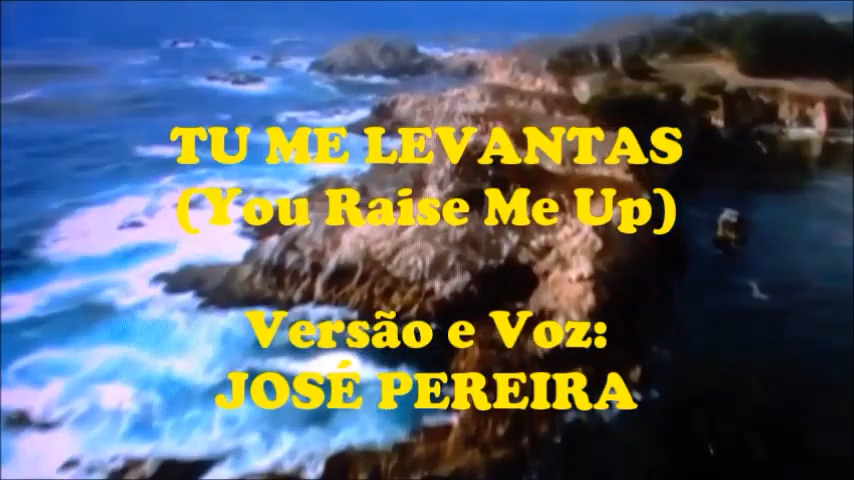 TU ME LEVANTAS
(You Raise Me Up)
Versão e Voz:
JOSÉ PEREIRA